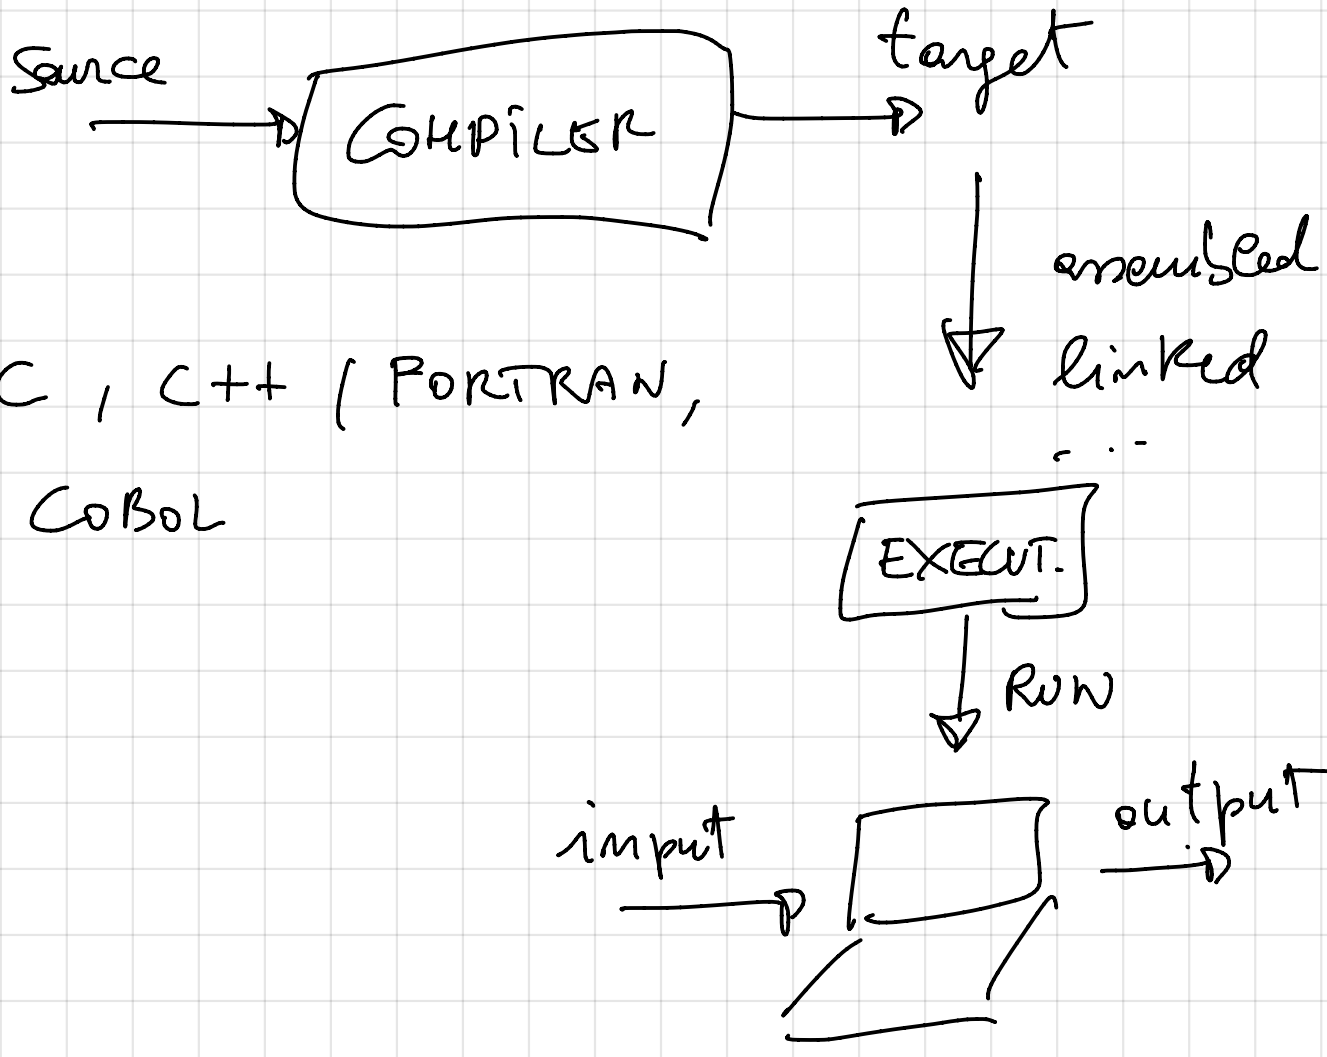 Source
COMPILER
target
assembled
linked
...
C, C++, FORTRAN,
COBOL
EXECUT.
RUN
input
output